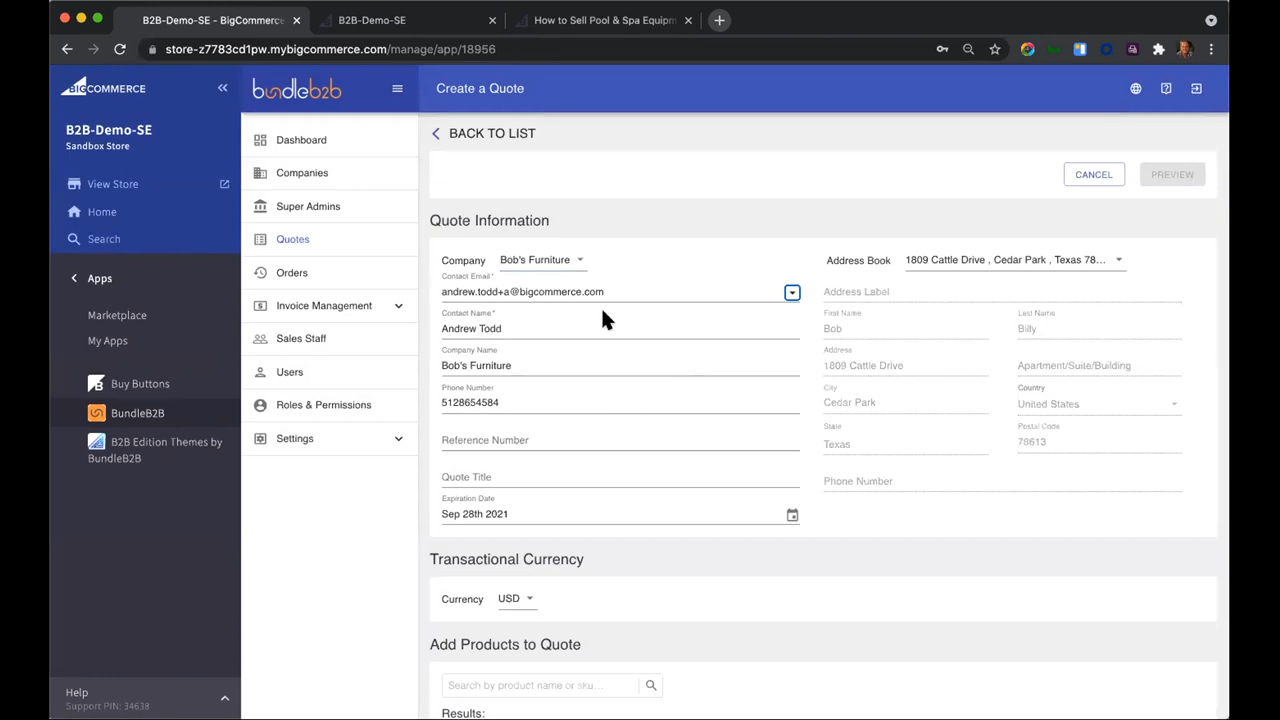 B2B-Demo-SE - BigCommerce
B2B-Demo-SE
How to Sell Pool & Spa Equipm
store-z7783cd1pw.mybigcommerce.com/manage/app/18956
BIGCOMMERCE
B2B-Demo-SE
Sandbox Store
View Store
Home
Search
Apps
Marketplace
My Apps
Buy Buttons
BundleB2B
B2B Edition Themes by
BundleB2B
Help
Support PIN: 34638
bundleb2b
Dashboard
Companies
Super Admins
Quotes
Orders
Invoice Management
Sales Staff
Users
Roles & Permissions
Settings
Create a Quote
BACK TO LIST
CANCEL
PREVIEW
Quote Information
Company Bob's Furniture
Contact Email *
andrew.todd+a@bigcommerce.com
Contact Name *
Andrew Todd
Company Name
Bob's Furniture
Phone Number
5128654584
Reference Number
Quote Title
Expiration Date
Sep 28th 2021
Address Book 1809 Cattle Drive , Cedar Park , Texas 78...
Address Label
First Name Last Name
Bob Billy
Address
1809 Cattle Drive Apartment/Suite/Building
City Country
Cedar Park United States
State Postal Code
Texas 78613
Phone Number
Transactional Currency
Currency USD
Add Products to Quote
Search by product name or sku...
Results: